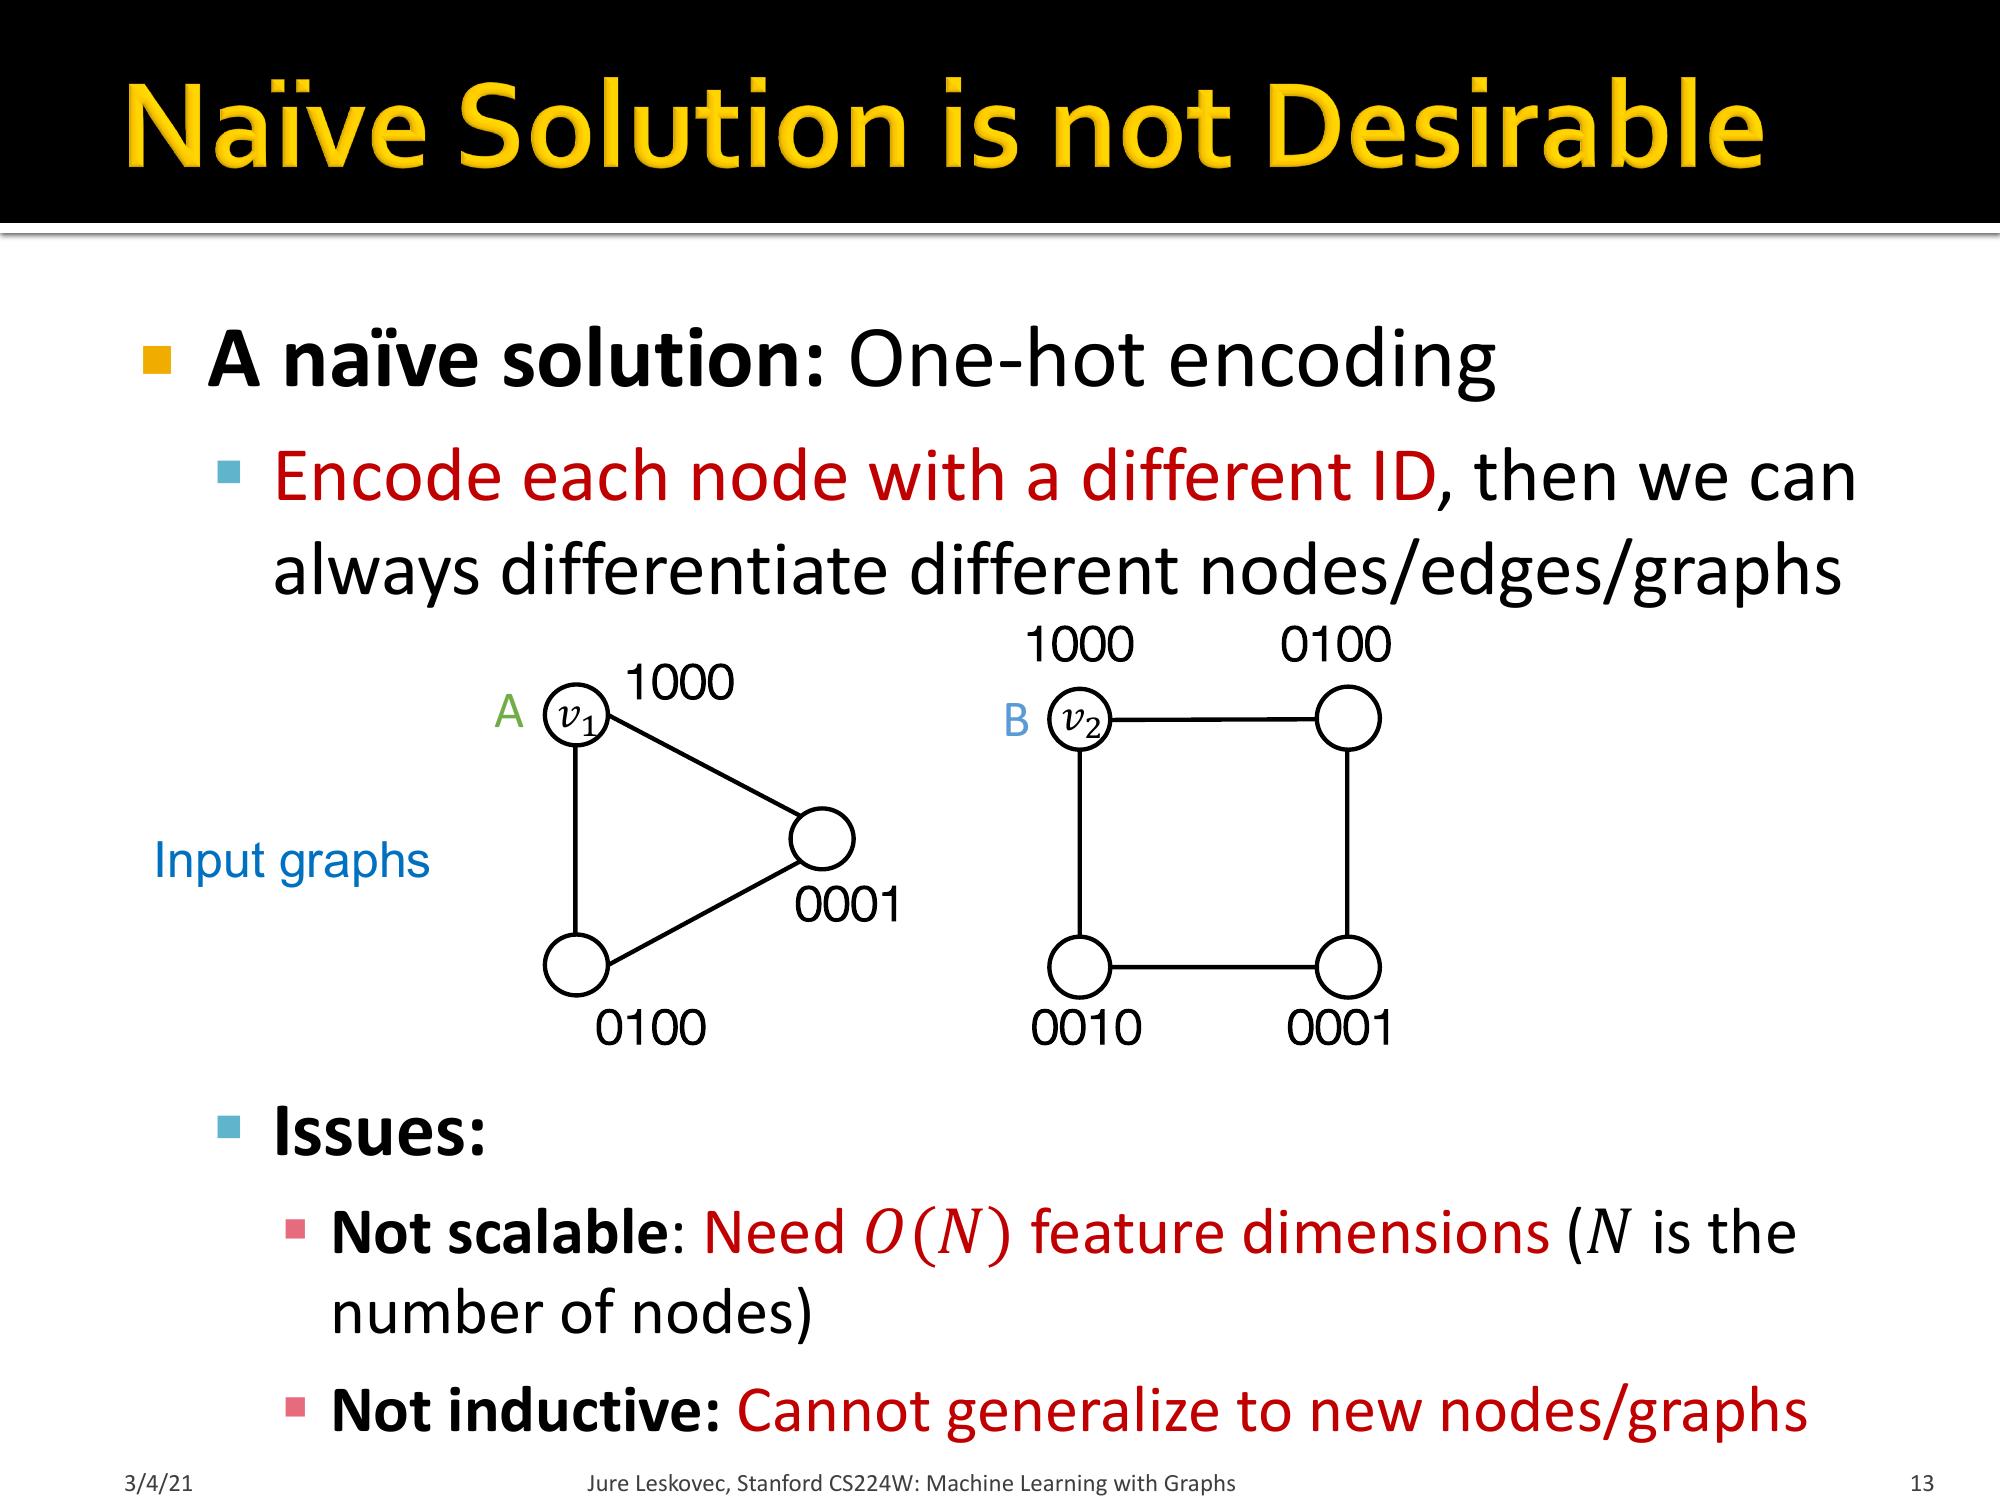 Naïve Solution is not Desirable
A naïve solution: One-hot encoding
Encode each node with a different ID, then we can
always differentiate different nodes/edges/graphs
1000 0100
1000
A v₁
B v₂
Input graphs
0001
0100
0010 0001
Issues:
Not scalable: Need O(N) feature dimensions (N is the
number of nodes)
Not inductive: Cannot generalize to new nodes/graphs
3/4/21 Jure Leskovec, Stanford CS224W: Machine Learning with Graphs 13